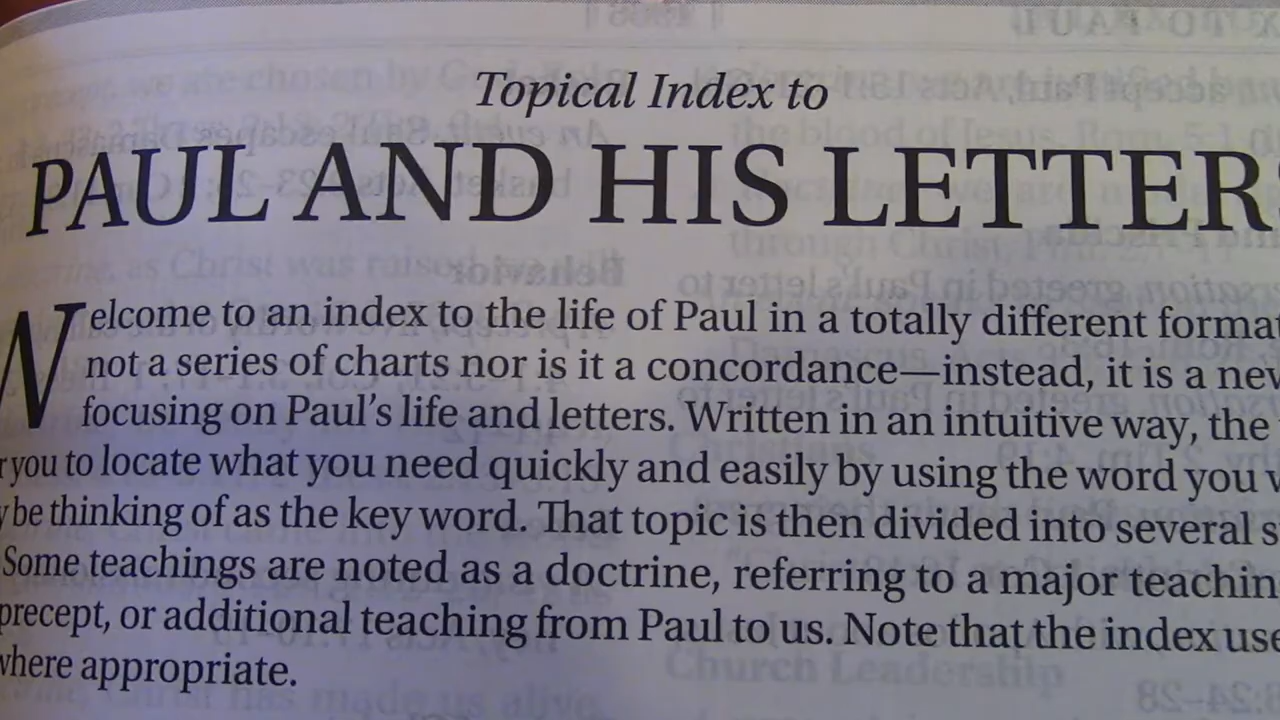 Topical Index to
PAUL AND HIS LETTER
Welcome to an index to the life of Paul in a totally different forma
not a series of charts nor is it a concordance—instead, it is a nev
focusing on Paul's life and letters. Written in an intuitive way, the
you to locate what you need quickly and easily by using the word you
be thinking of as the key word. That topic is then divided into several s
Some teachings are noted as a doctrine, referring to a major teachin
precept, or additional teaching from Paul to us. Note that the index use
where appropriate.